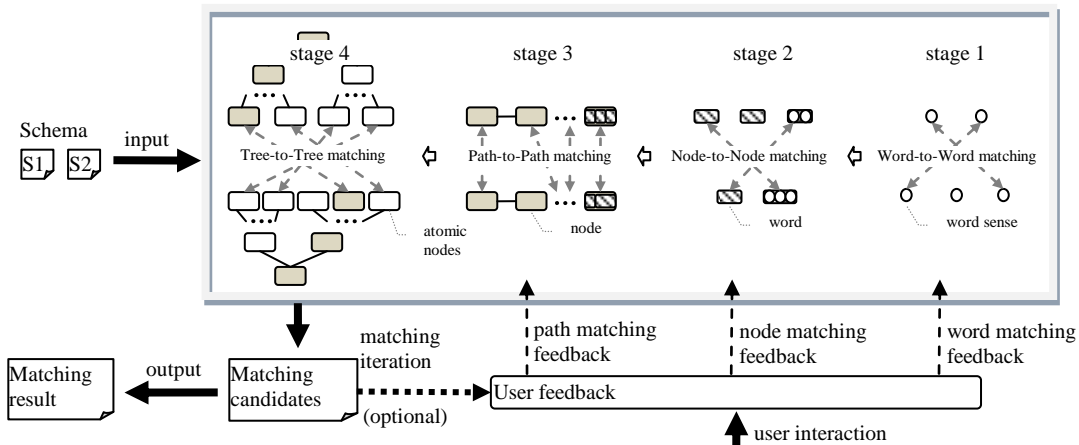 stage 4
stage 3
stage 2
stage 1
Schema
S1
S2
input
Tree-to-Tree matching
Path-to-Path matching
Node-to-Node matching
Word-to-Word matching
atomic
nodes
node
word
word sense
path matching
feedback
node matching
feedback
word matching
feedback
matching
iteration
(optional)
output
Matching
result
Matching
candidates
User feedback
user interaction